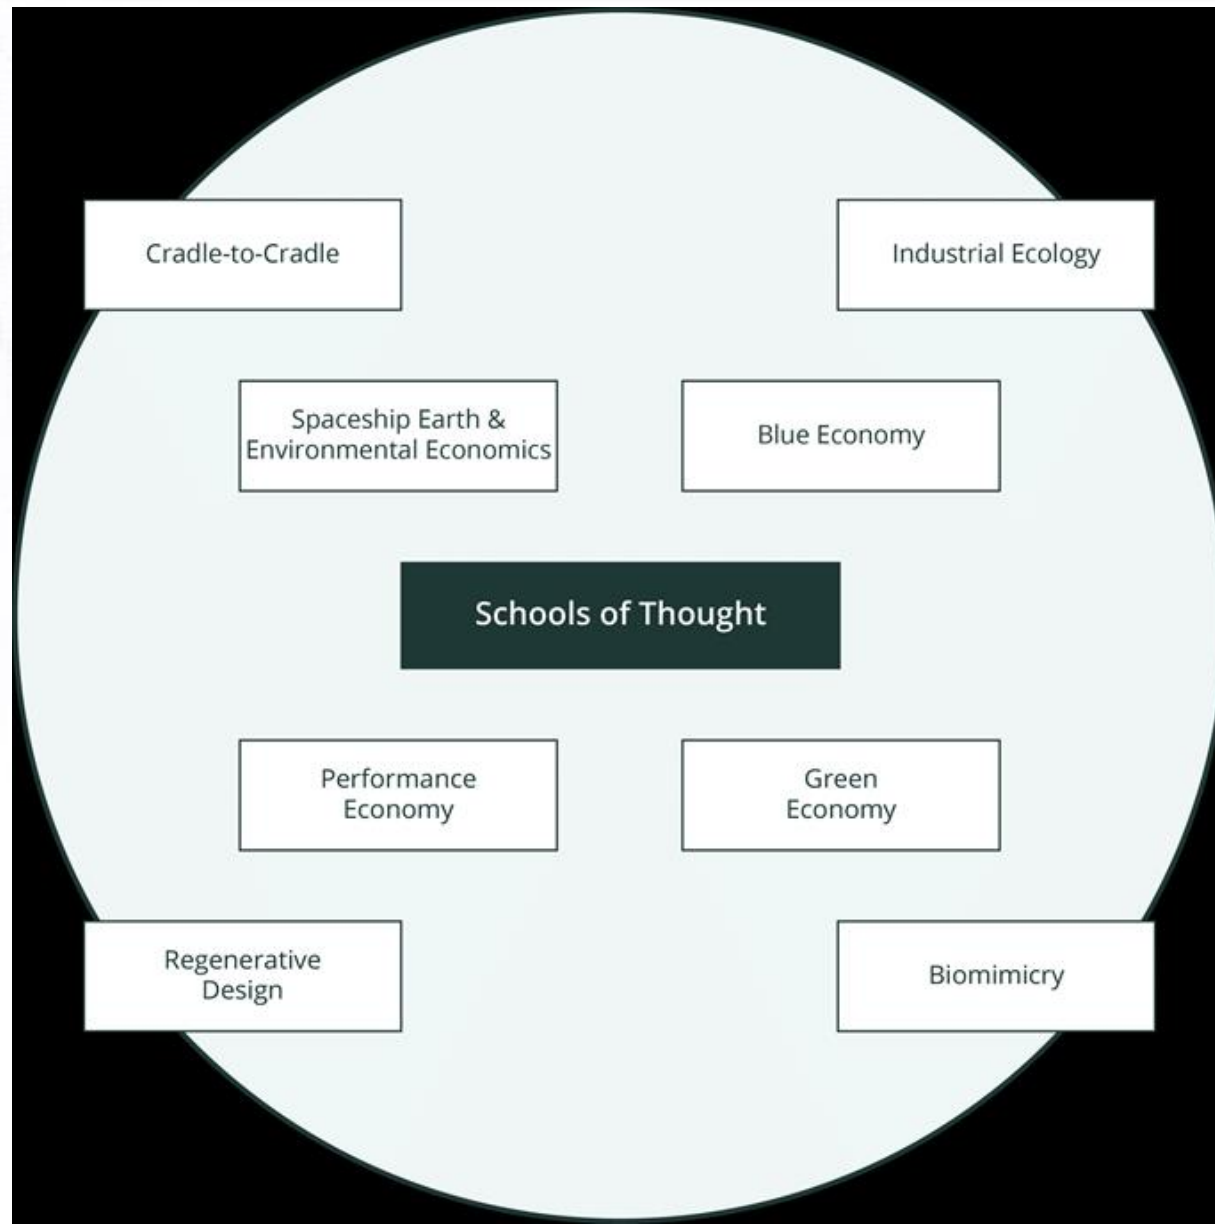 Cradle-to-Cradle
Industrial Ecology
Spaceship Earth &
Environmental Economics
Blue Economy
Schools of Thought
Performance
Economy
Green
Economy
Regenerative
Design
Biomimicry